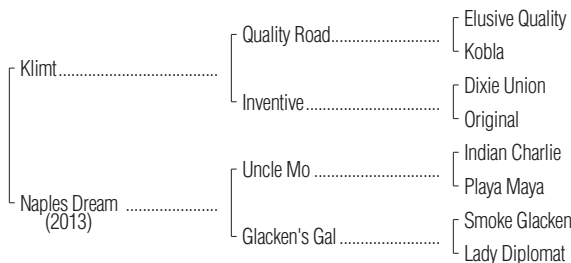 Elusive Quality
Quality Road
Kobla
Klimt
Dixie Union
Inventive
Original
Indian Charlie
Uncle Mo
Playa Maya
Naples Dream
(2013)
Smoke Glacken
Glacken's Gal
Lady Diplomat